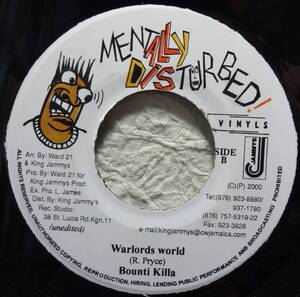 MENTALLY
DISTURBED!
VINYLS
SIDE
B
JAMMYS
(C)(P) 2000
Arr. By: Ward 21
& King Jammys
Pro. By: Ward 21 for
King Jammys Prod.
Ex. Pro. L. James
Dist. By: King Jammy's
Rec. Studio:
38 St. Lucia Rd.Kgn.11
(unedited)
Tel:(876) 923-8880/
937-1780
(876) 757-5319-22
Fax: 923-3828
e-mail:kingjammys@cwjamaica.com
Warlords world
(R. Pryce)
Bounti Killa
ALL RIGHTS RESERVED. UNAUTHORISED COPYING, REPRODUCTION, HIRING, LENDING PUBLIC PERFORMANCE AND BROADCASTING PROHIBITED